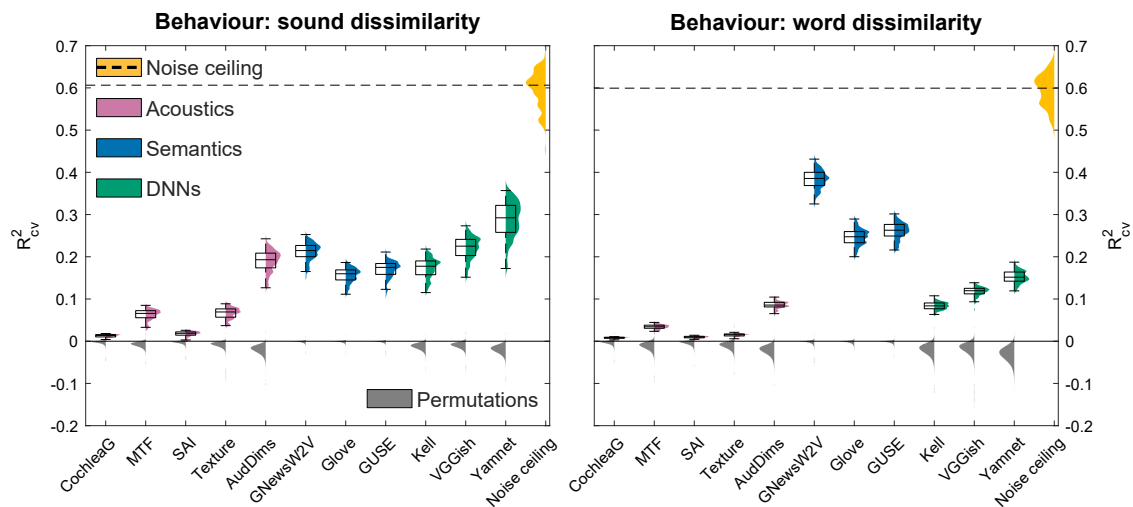 Behaviour: sound dissimilarity
Behaviour: word dissimilarity
0.7
0.6
0.5
0.4
0.3
0.2
0.1
0
-0.1
-0.2
R²cv
Noise ceiling
Acoustics
Semantics
DNNs
Permutations
CochleaG
MTF
SAI
Texture
AudDims
GNewsW2V
Glove
GUSE
Kell
VGGish
Yamnet
Noise ceiling
CochleaG
MTF
SAI
Texture
AudDims
GNewsW2V
Glove
GUSE
Kell
VGGish
Yamnet
Noise ceiling
0.7
0.6
0.5
0.4
0.3
0.2
0.1
0
-0.1
-0.2
R²cv